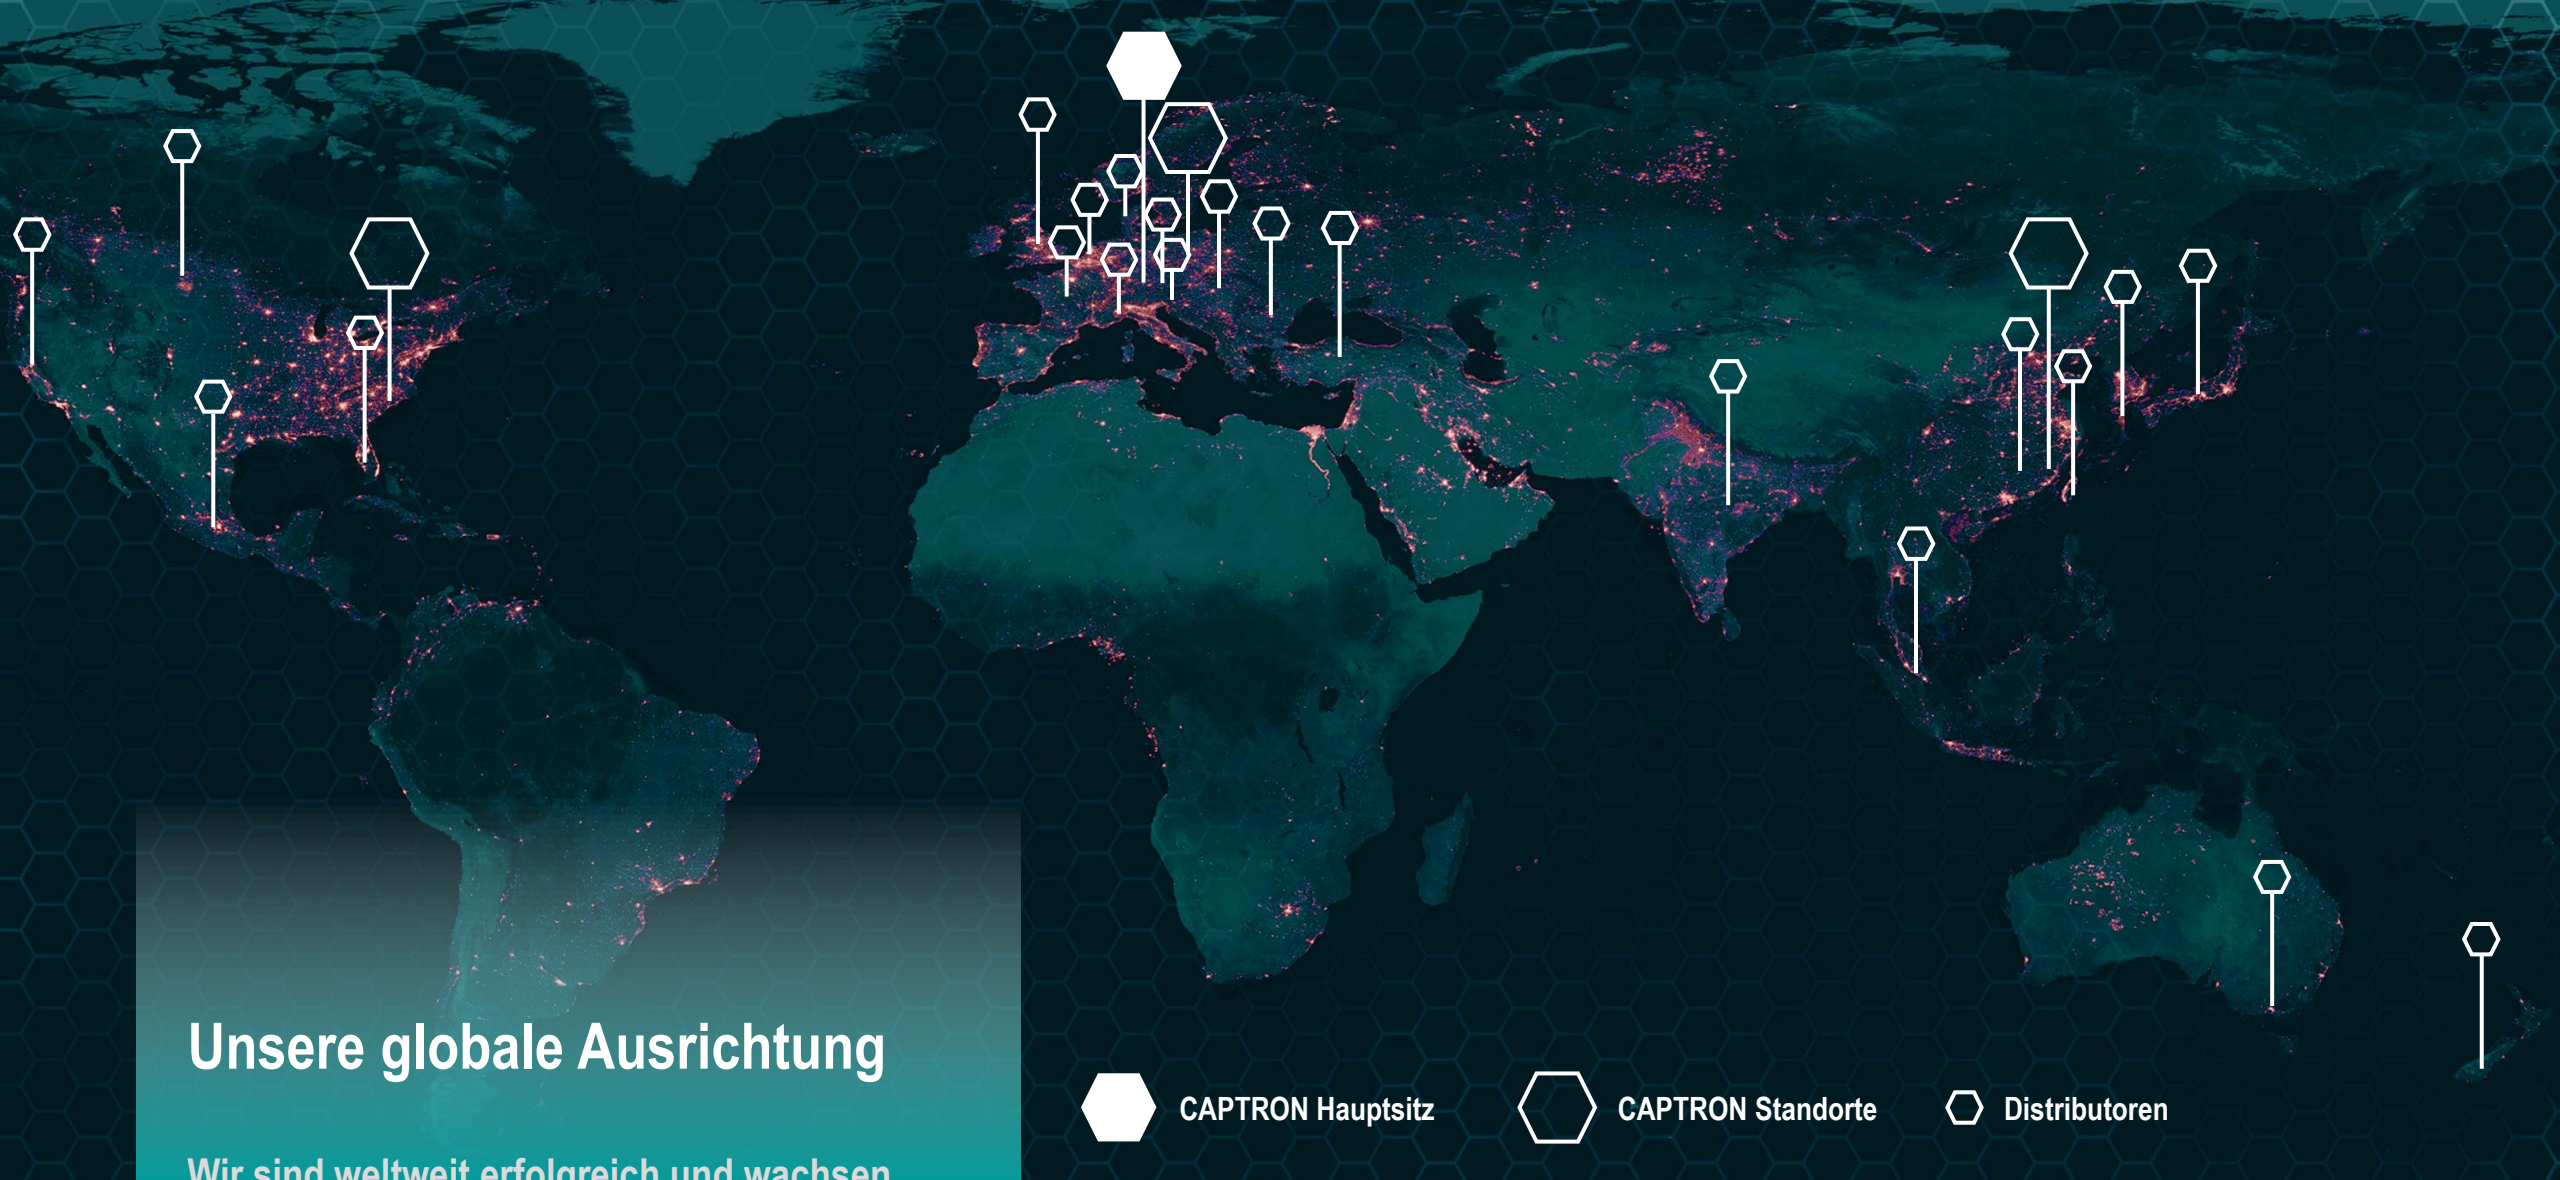 Unsere globale Ausrichtung
Wir sind weltweit erfolgreich und wachsen
CAPTRON Hauptsitz
CAPTRON Standorte
Distributoren